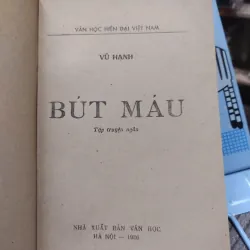 VĂN HỌC HIỆN ĐẠI VIỆT NAM
VŨ HẠNH
BÚT MÁU
Tập truyện ngắn
NHÀ XUẤT BẢN VĂN HỌC
HÀ NỘI —